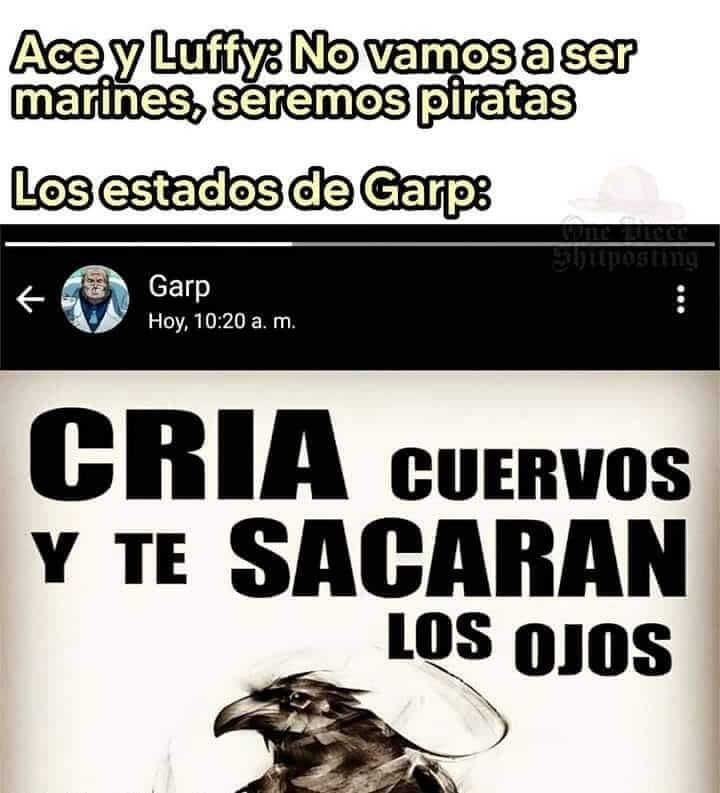 Ace y Luffy: No vamos a ser
marines, seremos piratas
Los estados de Garp:
One Piece
Shitposting
Garp
Hoy, 10:20 a. m.
CRIA CUERVOS
Y TE SACARAN
LOS OJOS